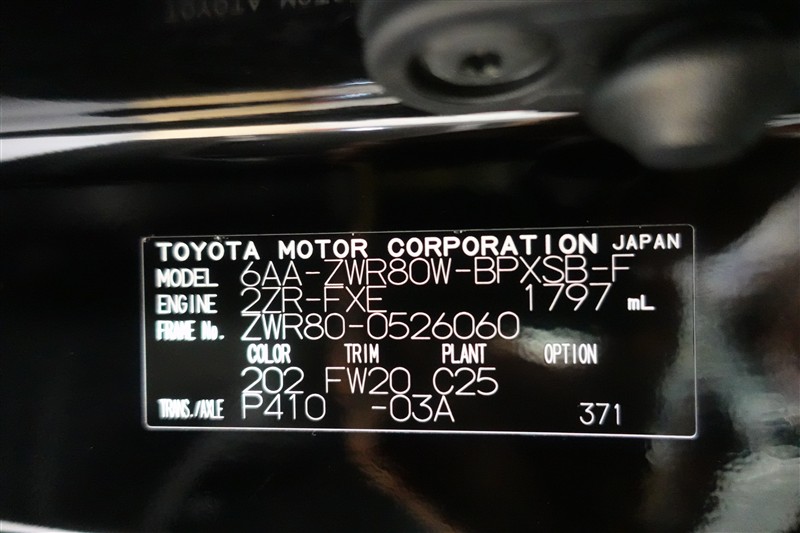 TOYOTA MOTOR CORPORATION JAPAN
MODEL 6AA-ZWR80W-BPXSB-F
ENGINE 2ZR-FXE 1797 mL
FRAME No. ZWR80-0526060
COLOR TRIM PLANT OPTION
202 FW20 C25
TRANS./AXLE P410 -03A 371